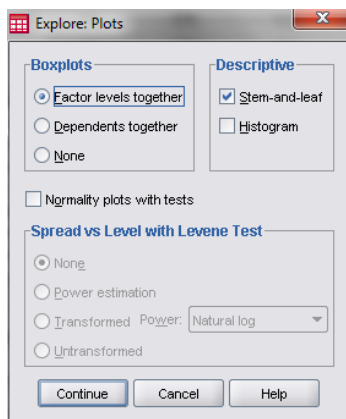 Explore: Plots
Boxplots
Factor levels together
Dependents together
None
Descriptive
Stem-and-leaf
Histogram
Normality plots with tests
Spread vs Level with Levene Test
None
Power estimation
Transformed Power: Natural log
Untransformed
Continue Cancel Help